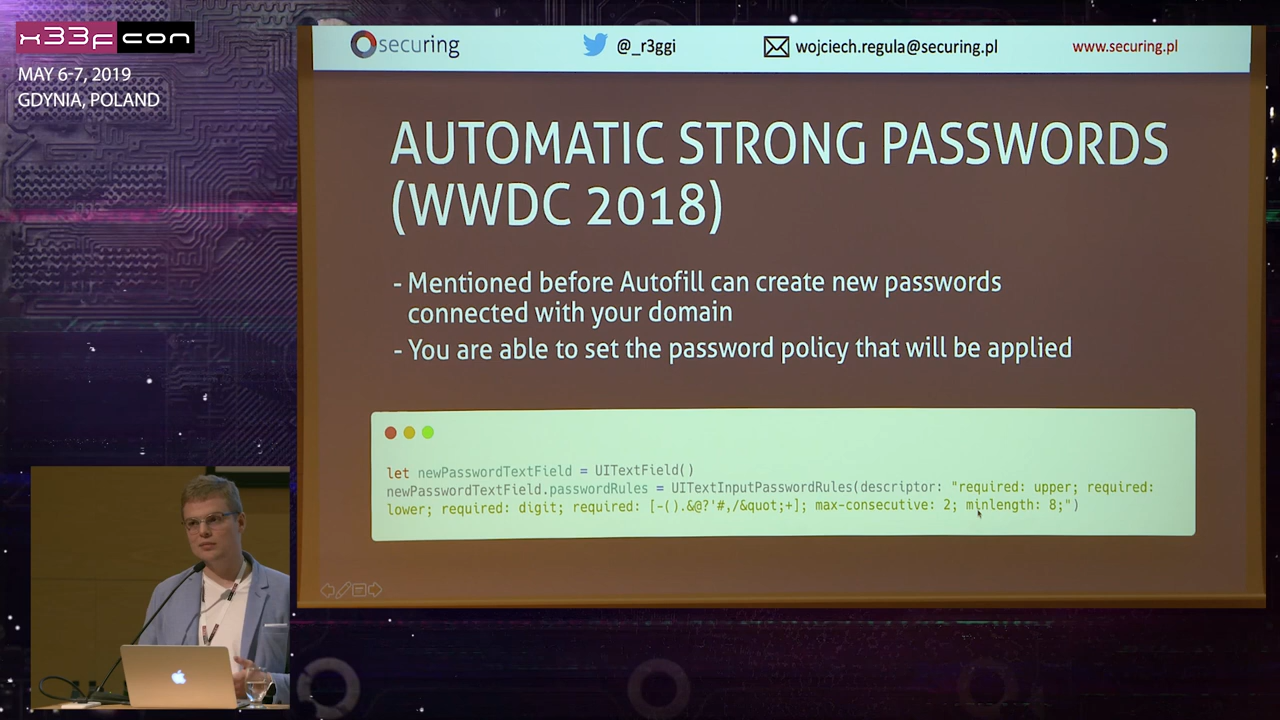 x33fcon
MAY 6-7, 2019
GDYNIA, POLAND
securing
@_r3ggi
wojciech.regula@securing.pl
www.securing.pl
AUTOMATIC STRONG PASSWORDS
(WWDC 2018)
- Mentioned before Autofill can create new passwords
connected with your domain
- You are able to set the password policy that will be applied
let newPasswordTextField = UITextField()
newPasswordTextField.passwordRules = UITextInputPasswordRules(descriptor: "required: upper; required:
lower; required: digit; required: [-().&@?'#,/&quot;+]; max-consecutive: 2; minlength: 8;")